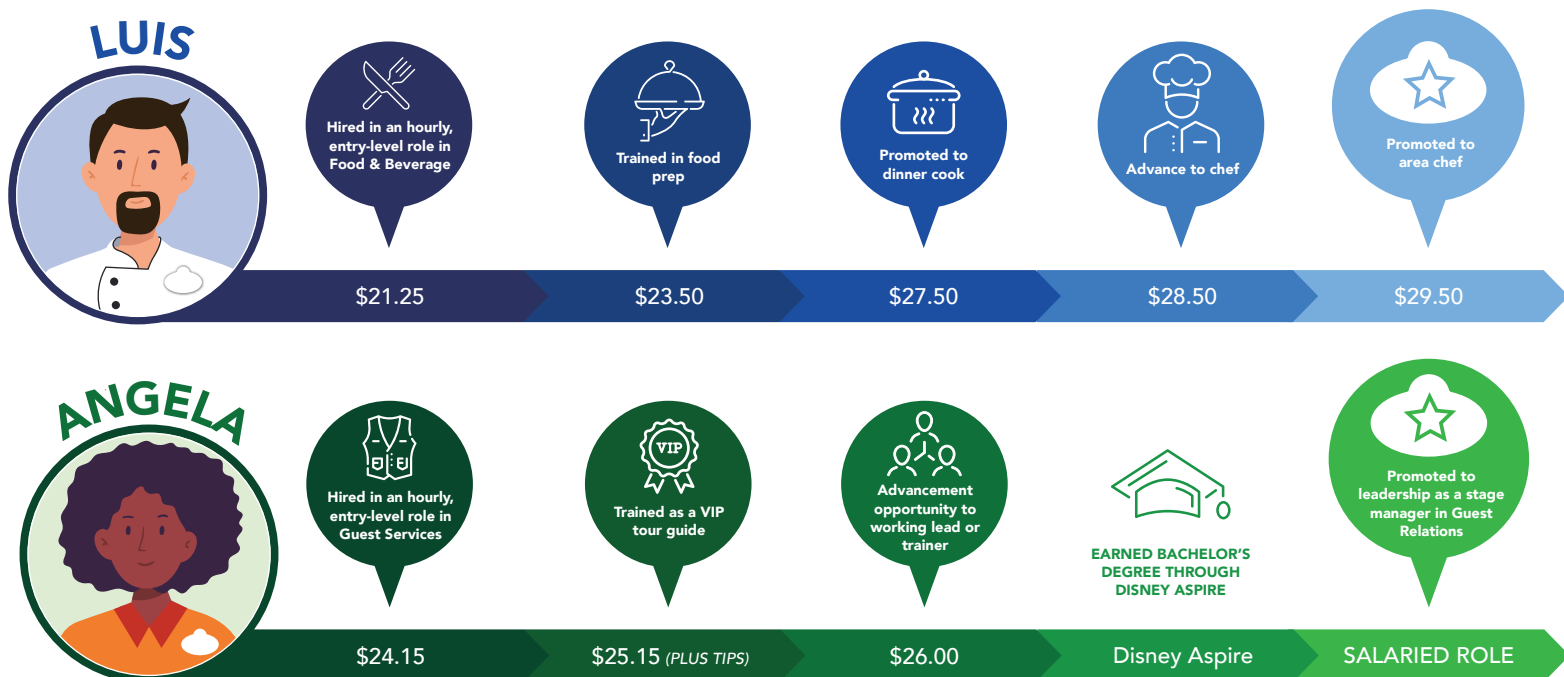 LUIS
Hired in an hourly,
entry-level role in
Food & Beverage
Trained in food
prep
Promoted to
dinner cook
Advance to chef
Promoted to
area chef
$21.25
$23.50
$27.50
$28.50
$29.50
ANGELA
Hired in an hourly,
entry-level role in
Guest Services
VIP
Trained as a VIP
tour guide
Advancement
opportunity to
working lead or
trainer
EARNED BACHELOR'S
DEGREE THROUGH
DISNEY ASPIRE
Promoted to
leadership as a stage
manager in Guest
Relations
$24.15
$25.15 (PLUS TIPS)
$26.00
Disney Aspire
SALARIED ROLE